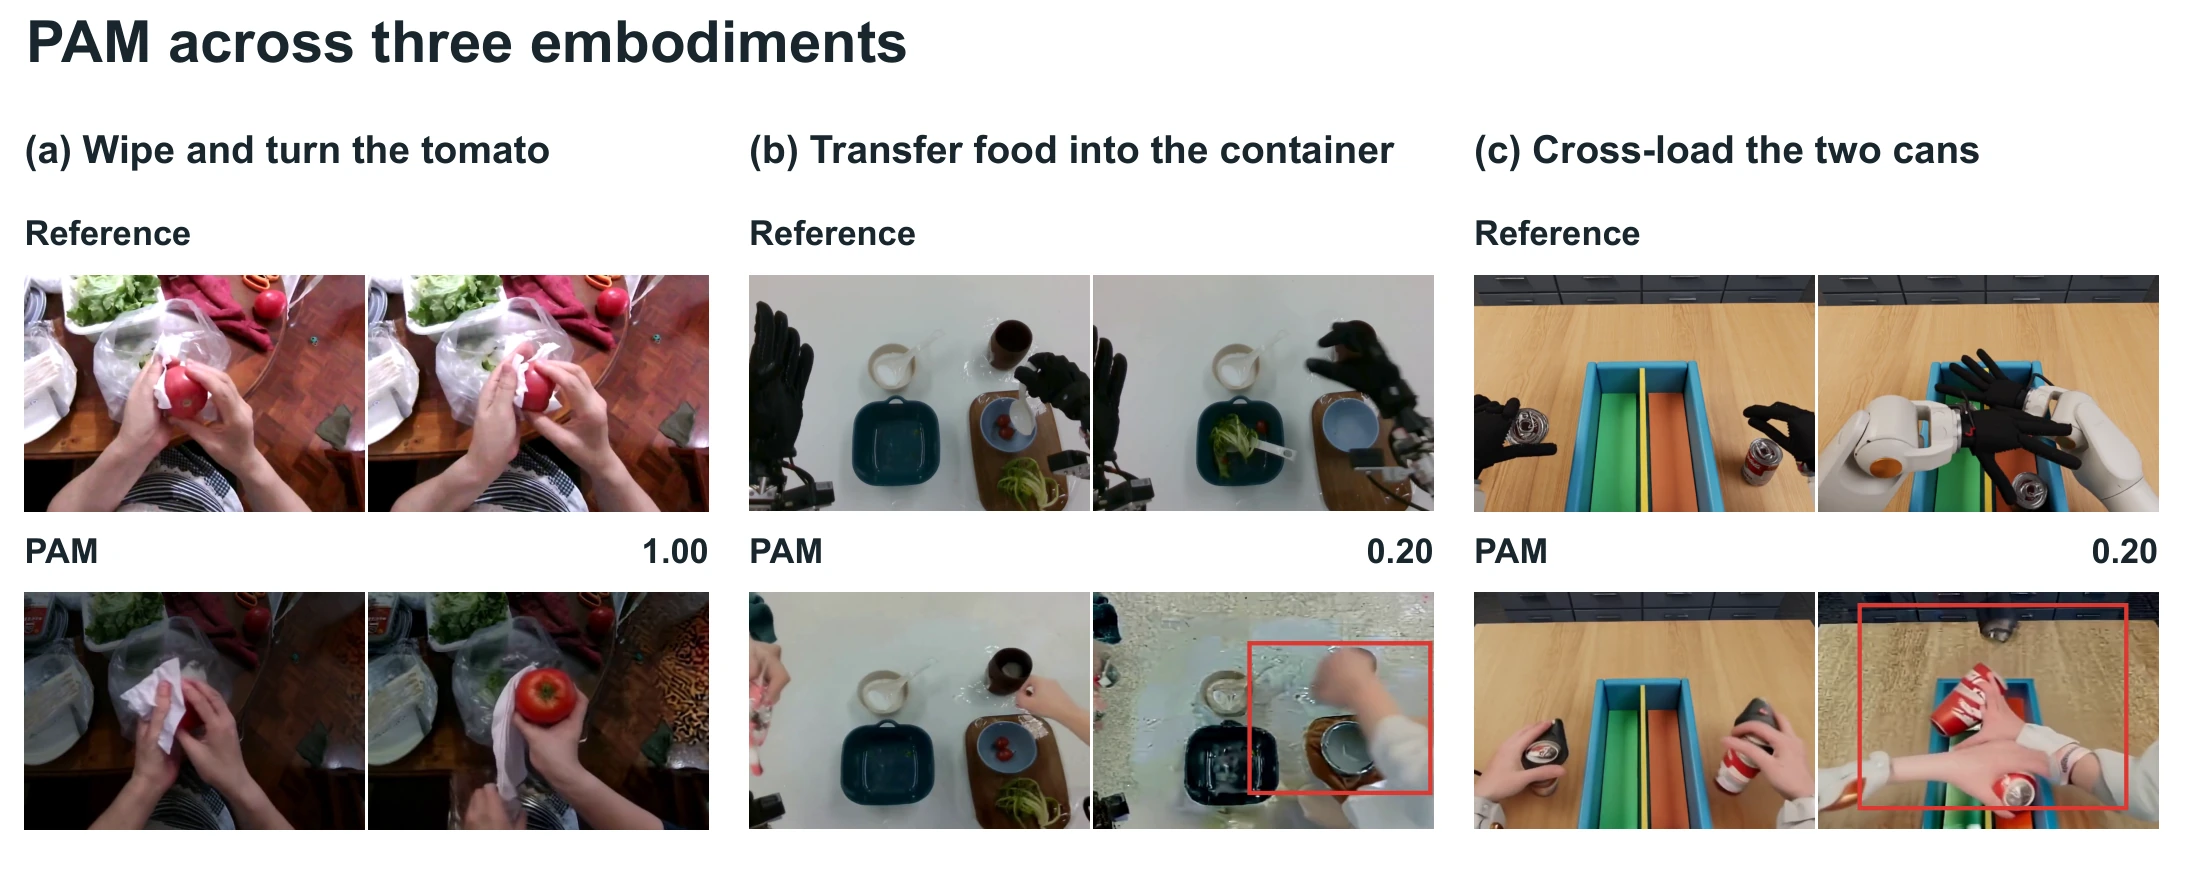 PAM across three embodiments
(a) Wipe and turn the tomato
Reference
PAM 1.00
(b) Transfer food into the container
Reference
PAM 0.20
(c) Cross-load the two cans
Reference
PAM 0.20